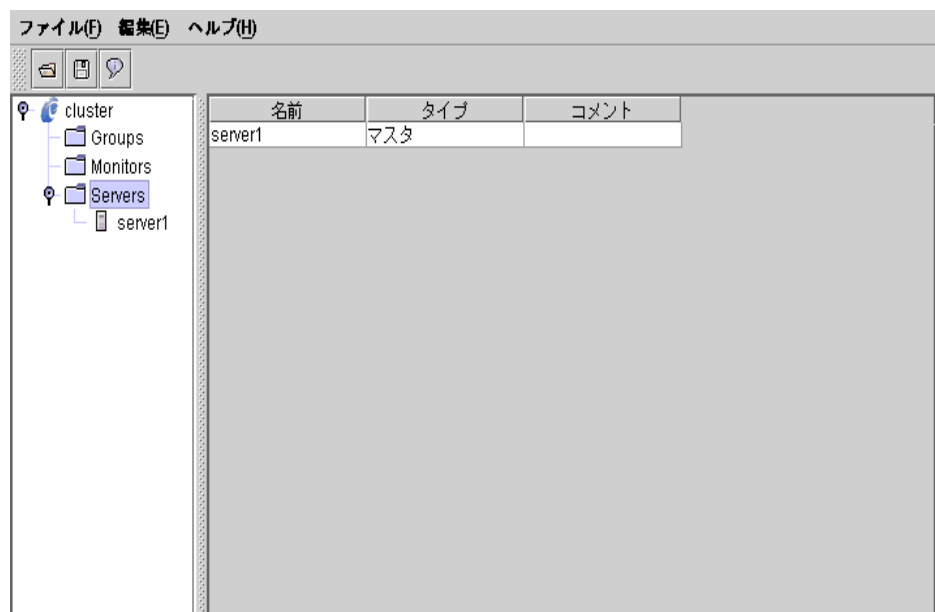 ファイル(F) 編集(E) ヘルプ(H)
cluster
Groups
Monitors
Servers
server1
名前 タイプ コメント
server1 マスタ